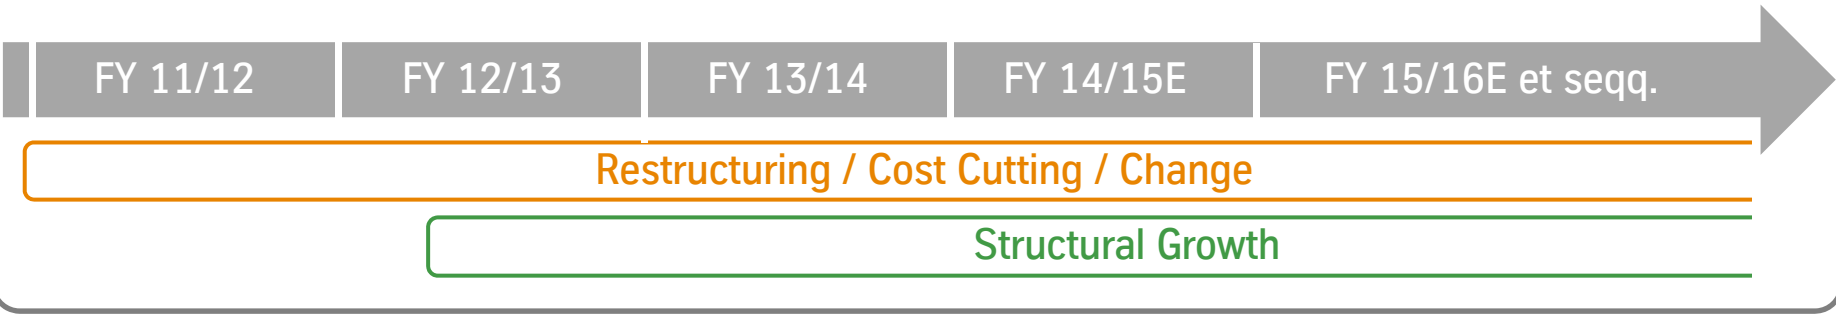 FY 11/12 FY 12/13 FY 13/14 FY 14/15E FY 15/16E et seqq.
Restructuring / Cost Cutting / Change
Structural Growth